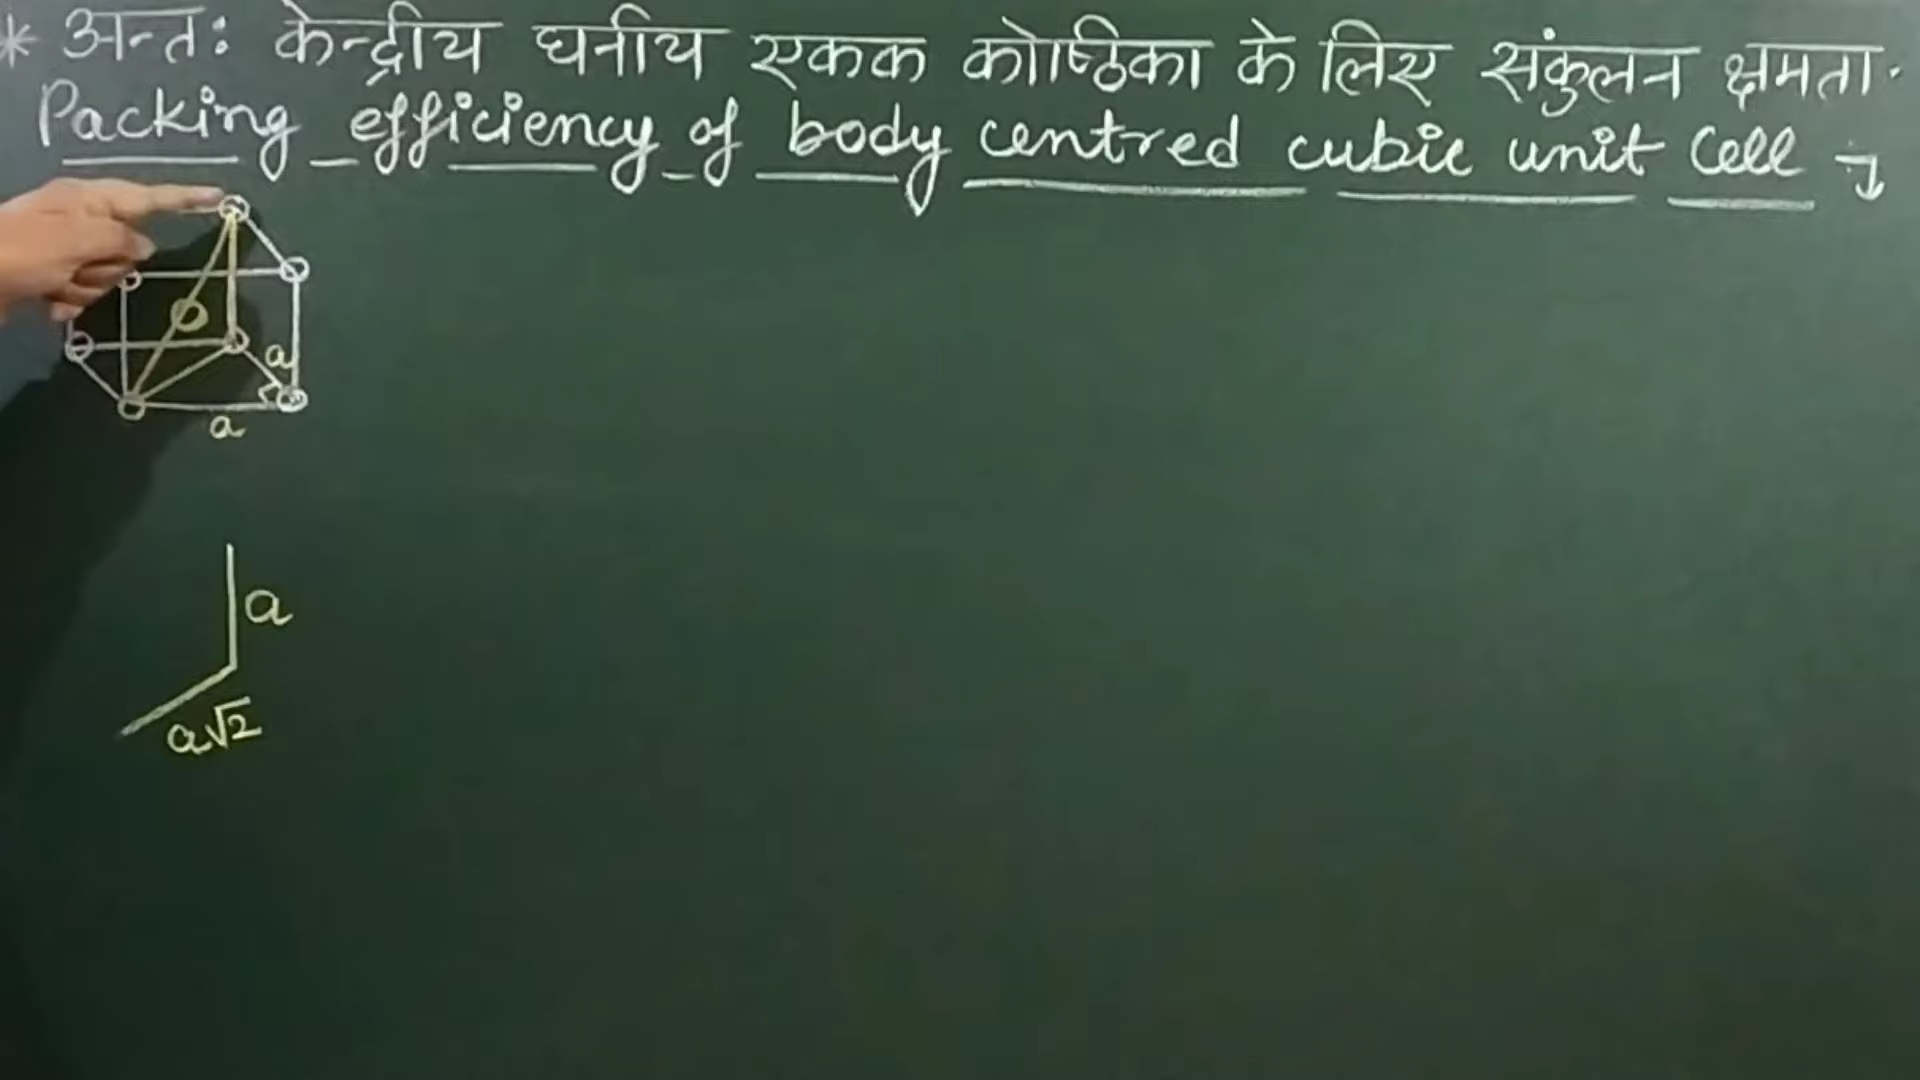 * अन्तः केन्द्रीय घनीय एकक कोष्ठिका के लिए संकुलन क्षमता.
Packing efficiency of body centred cubic unit cell :-
a
a
a
a√2